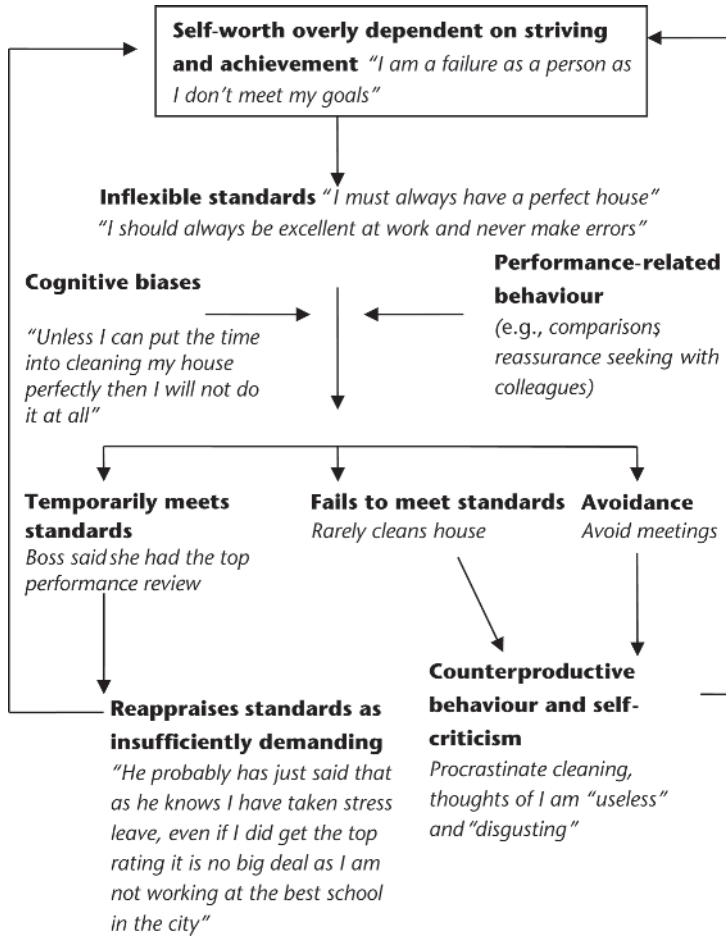 Self-worth overly dependent on striving
and achievement "I am a failure as a person as
I don't meet my goals"
Inflexible standards "I must always have a perfect house"
"I should always be excellent at work and never make errors"
Cognitive biases
"Unless I can put the time
into cleaning my house
perfectly then I will not do
it at all"
Performance-related
behaviour
(e.g., comparisons,
reassurance seeking with
colleagues)
Temporarily meets
standards
Boss said she had the top
performance review
Fails to meet standards
Rarely cleans house
Avoidance
Avoid meetings
Reappraises standards as
insufficiently demanding
"He probably has just said that
as he knows I have taken stress
leave, even if I did get the top
rating it is no big deal as I am
not working at the best school
in the city"
Counterproductive
behaviour and self-
criticism
Procrastinate cleaning,
thoughts of I am "useless"
and "disgusting"